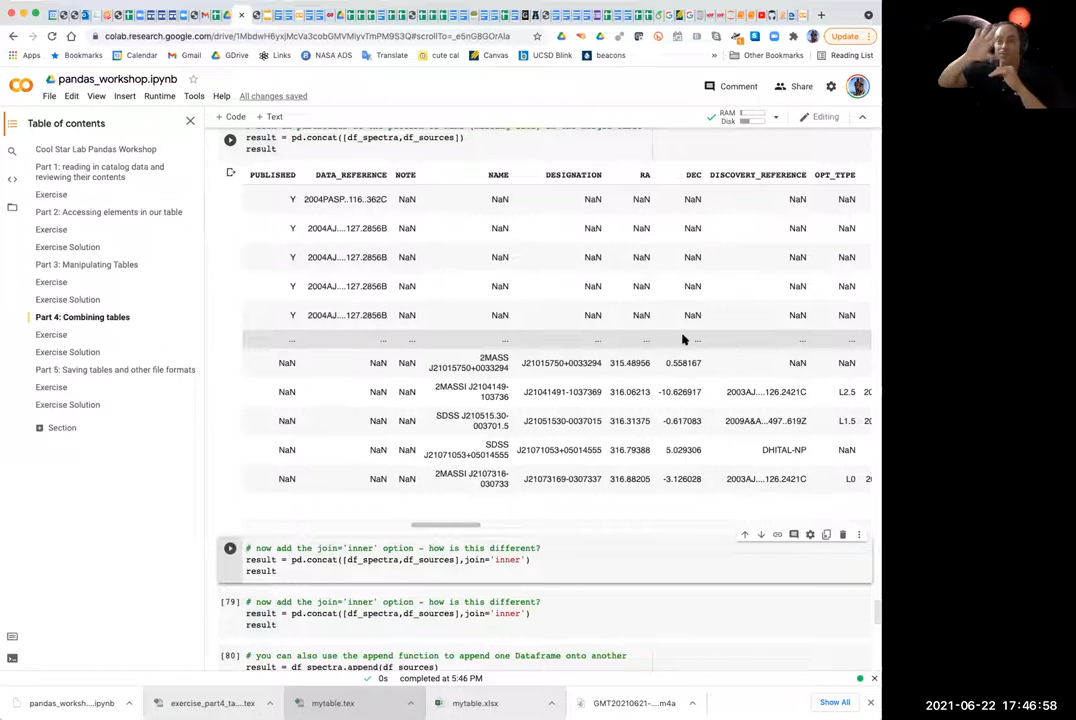 colab.research.google.com/drive/1MbdwH6yxjMcVa3cobGMVMlyvTmPM9S3Q#scrollTo=_e5nG8GOrAla
Update
Apps Bookmarks Calendar Gmail GDrive Links NASA ADS Translate cute cal Canvas UCSD Blink beacons » Other Bookmarks Reading List
pandas_workshop.ipynb
Comment Share
File Edit View Insert Runtime Tools Help All changes saved
Table of contents
+ Code + Text
RAM
Disk
Editing
Cool Star Lab Pandas Workshop
Part 1: reading in catalog data and
reviewing their contents
Exercise
Part 2: Accessing elements in our table
Exercise
Exercise Solution
Part 3: Manipulating Tables
Exercise
Exercise Solution
Part 4: Combining tables
Exercise
Exercise Solution
Part 5: Saving tables and other file formats
Exercise
Exercise Solution
Section
result = pd.concat([df_spectra,df_sources])
result
PUBLISHED DATA_REFERENCE NOTE NAME DESIGNATION RA DEC DISCOVERY_REFERENCE OPT_TYPE
Y 2004PASP..116..362C NaN NaN NaN NaN NaN NaN NaN
Y 2004AJ....127.2856B NaN NaN NaN NaN NaN NaN NaN
Y 2004AJ....127.2856B NaN NaN NaN NaN NaN NaN NaN
Y 2004AJ....127.2856B NaN NaN NaN NaN NaN NaN NaN
Y 2004AJ....127.2856B NaN NaN NaN NaN NaN NaN NaN
... ... ... ... ... ... ... ... ...
NaN NaN NaN 2MASS J21015750+0033294 J21015750+0033294 315.48956 0.558167 NaN NaN
NaN NaN NaN 2MASSI J2104149-103736 J21041491-1037369 316.06213 -10.626917 2003AJ....126.2421C L2.5 20
NaN NaN NaN SDSS J210515.30-003701.5 J21051530-0037015 316.31375 -0.617083 2009A&A...497..619Z L1.5 20
NaN NaN NaN SDSS J21071053+05014555 J21071053+05014555 316.79388 5.029306 DHITAL-NP NaN
NaN NaN NaN 2MASSI J2107316-030733 J21073169-0307337 316.88205 -3.126028 2003AJ....126.2421C L0 20
# now add the join='inner' option - how is this different?
result = pd.concat([df_spectra,df_sources],join='inner')
result
[79] # now add the join='inner' option - how is this different?
result = pd.concat([df_spectra,df_sources],join='inner')
result
[80] # you can also use the append function to append one Dataframe onto another
result = df_spectra.append(df_sources)
0s completed at 5:46 PM
pandas_worksh....ipynb exercise_part4_ta....tex mytable.tex mytable.xlsx GMT20210621-....m4a Show All
2021-06-22 17:46:58